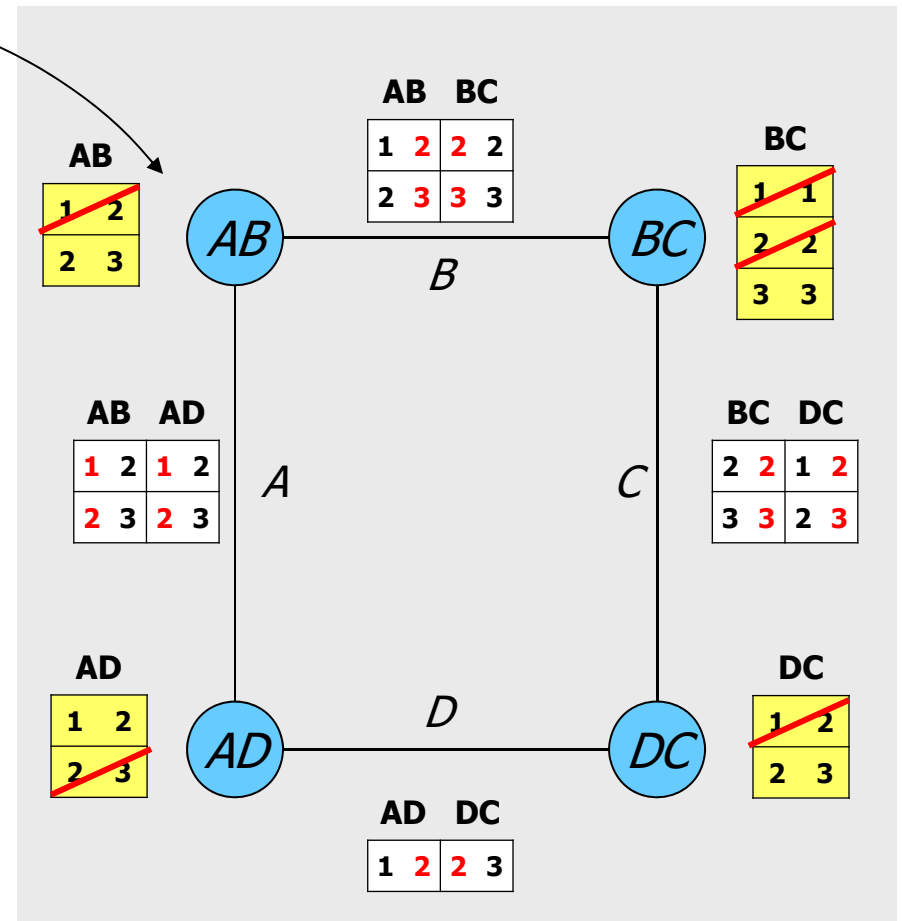 AB BC
1 2 2 2
2 3 3 3
AB
1 2
2 3
BC
1 1
2 2
3 3
AB
BC
B
AB AD
1 2 1 2
2 3 2 3
A
C
BC DC
2 2 1 2
3 3 2 3
AD
1 2
2 3
DC
1 2
2 3
D
AD
DC
AD DC
1 2 2 3